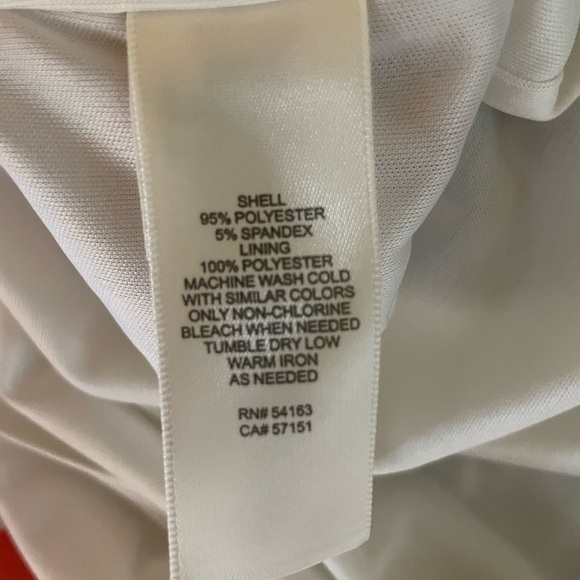 SHELL
95% POLYESTER
5% SPANDEX
LINING
100% POLYESTER
MACHINE WASH COLD
WITH SIMILAR COLORS
ONLY NON-CHLORINE
BLEACH WHEN NEEDED
TUMBLE DRY LOW
WARM IRON
AS NEEDED
RN# 54163
CA# 57151